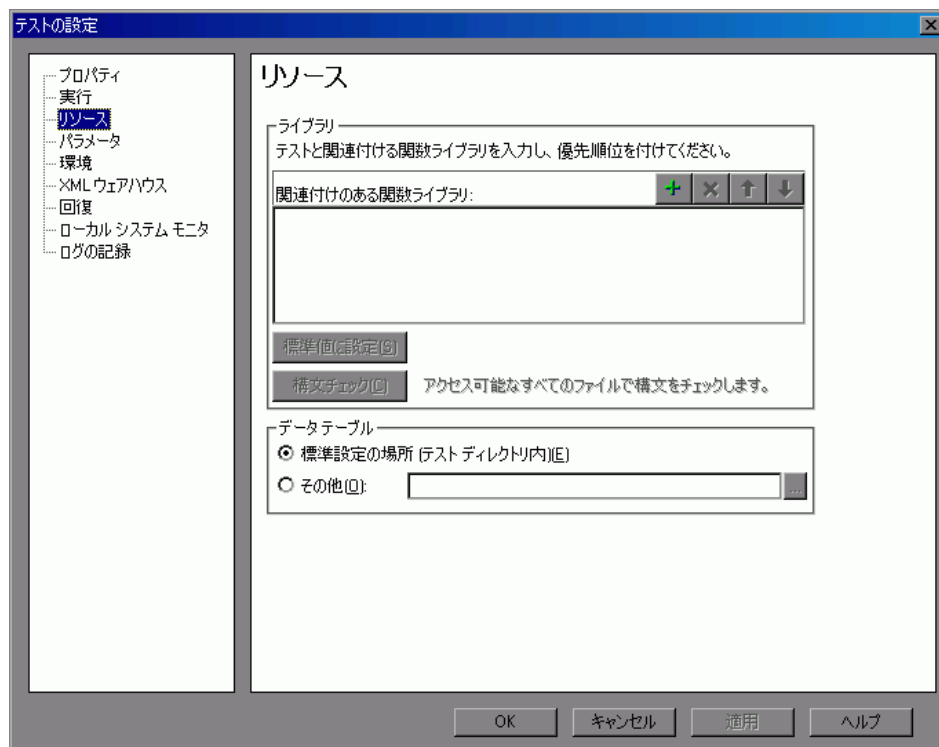 テストの設定
プロパティ
実行
リソース
パラメータ
環境
XML ウェアハウス
回復
ローカル システム モニタ
ログの記録
リソース
ライブラリ
テストと関連付ける関数ライブラリを入力し、優先順位を付けてください。
関連付けのある関数ライブラリ:
標準値に設定(S)
構文チェック(C) アクセス可能なすべてのファイルで構文をチェックします。
データ テーブル
標準設定の場所 (テスト ディレクトリ内)(E)
その他(O): ...
OK キャンセル 適用 ヘルプ